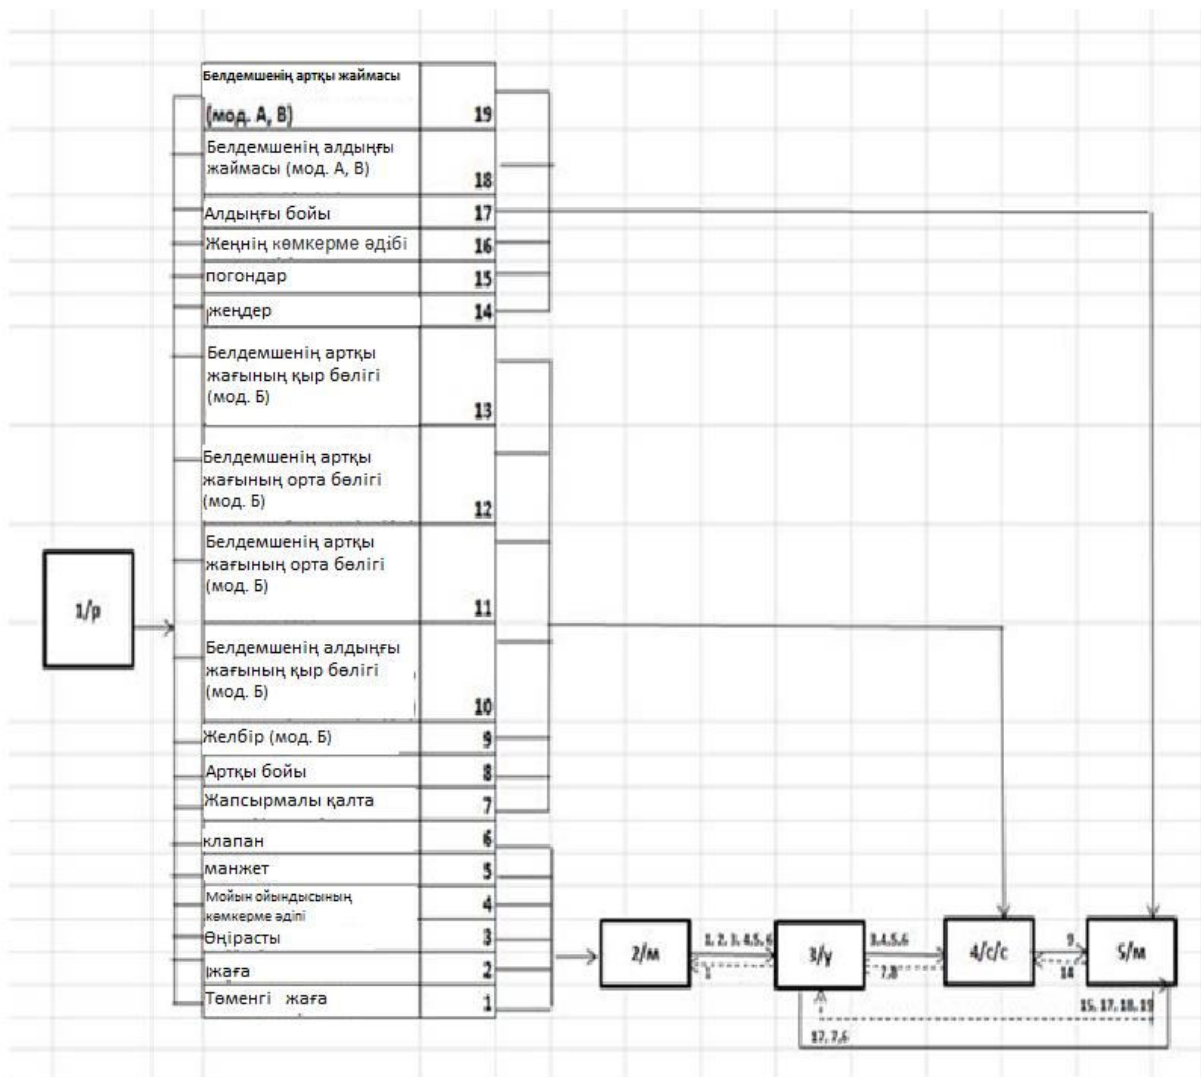 Белдемшенің артқы жаймасы
(мод. А, В) 19
Белдемшенің алдыңғы
жаймасы (мод. А, В)
18
Алдыңғы бойы 17
Жеңнің көмкерме әдібі 16
погондар 15
жеңдер 14
Белдемшенің артқы
жағының қыр бөлігі
(мод. Б)
13
Белдемшенің артқы
жағының орта бөлігі
(мод. Б)
12
Белдемшенің артқы
жағының орта бөлігі
(мод. Б)
11
Белдемшенің алдыңғы
жағының қыр бөлігі
(мод. Б)
10
Желбір (мод. Б) 9
Артқы бойы 8
Жапсырмалы қалта 7
клапан 6
манжет 5
Мойын ойындысының 4
көмкерме әдіпі
Өңірасты 3
жаға 2
Төменгі жаға 1
1/р
2/м
1, 2, 3, 4,5, 6
1
3/у
3,4,5,6
7,8
4/с/с
9
14
5/м
15, 17, 18, 19
17, 7,6